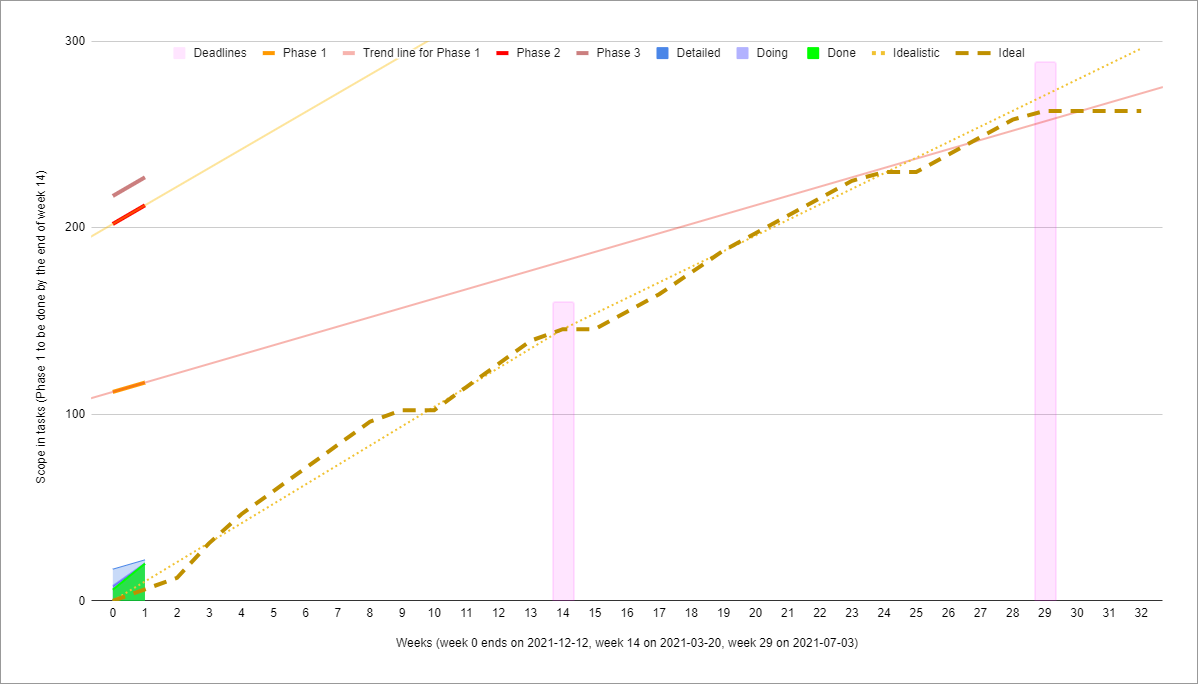 300
Deadlines Phase 1 Trend line for Phase 1 Phase 2 Phase 3 Detailed Doing Done Idealistic Ideal
200
100
0
Scope in tasks (Phase 1 to be done by the end of week 14)
0 1 2 3 4 5 6 7 8 9 10 11 12 13 14 15 16 17 18 19 20 21 22 23 24 25 26 27 28 29 30 31 32
Weeks (week 0 ends on 2021-12-12, week 14 on 2021-03-20, week 29 on 2021-07-03)